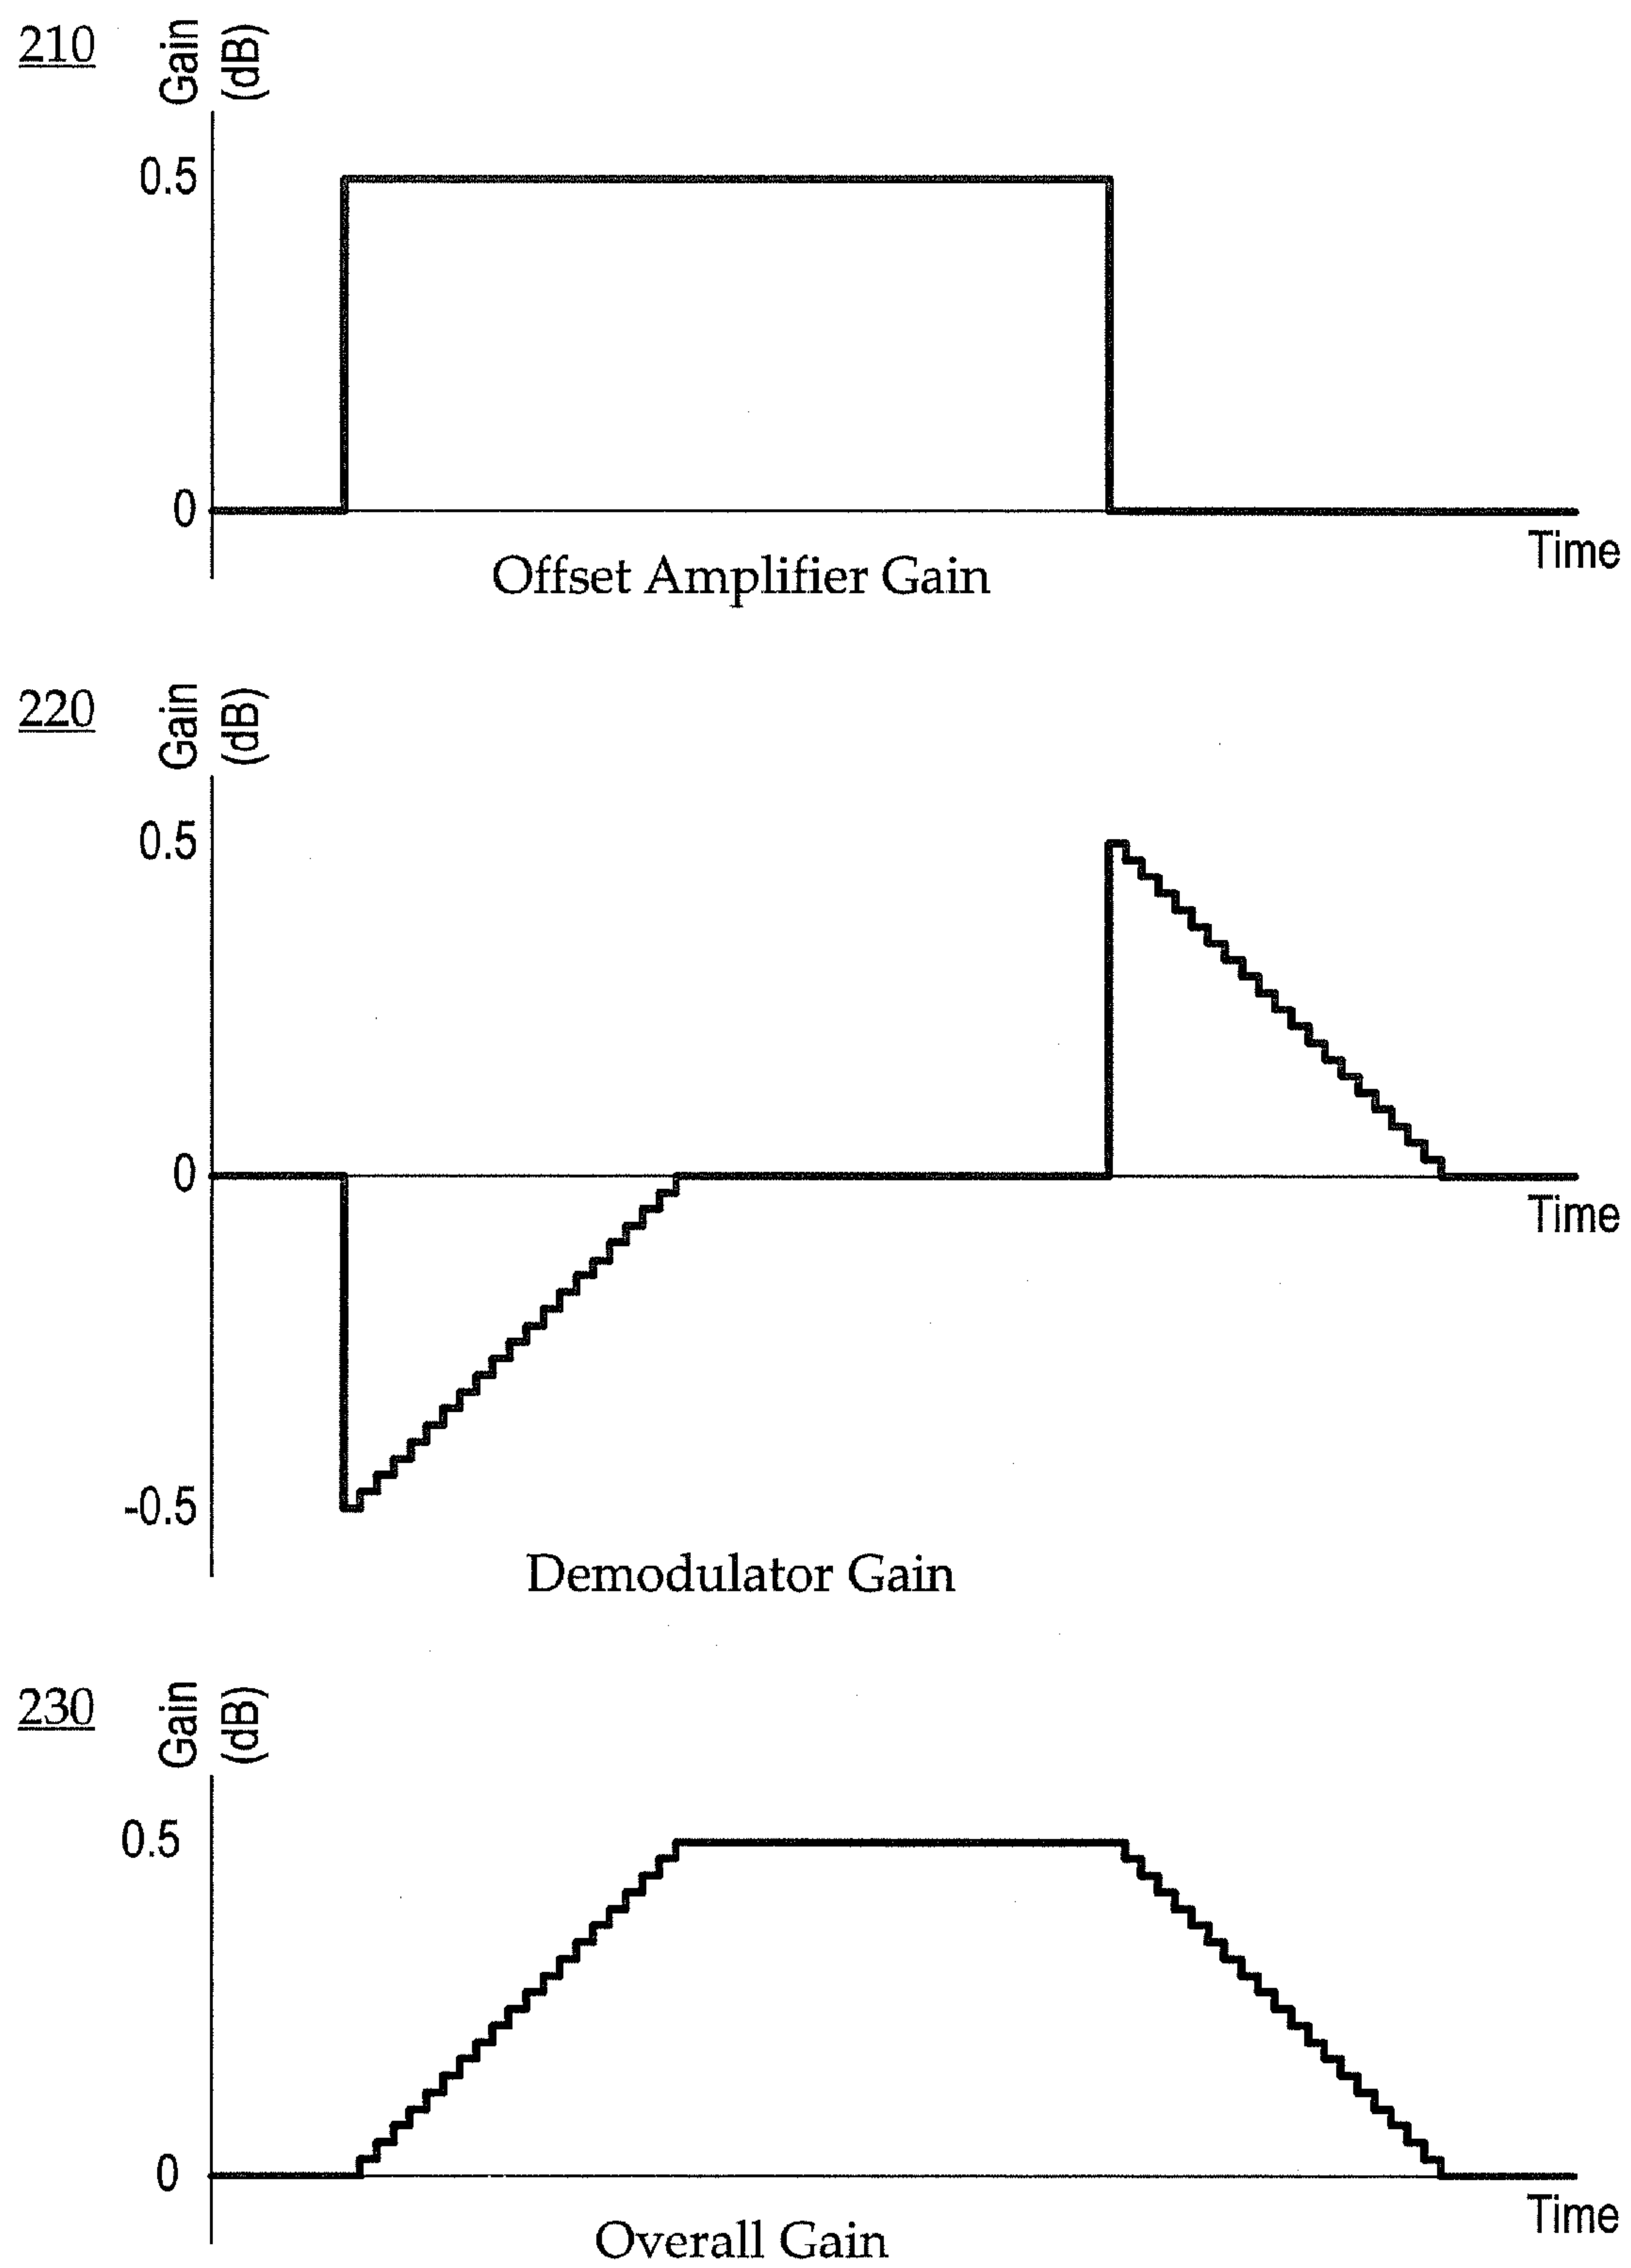 210
Gain
(dB)
0.5
0
Time
Offset Amplifier Gain
220
Gain
(dB)
0.5
0
Time
-0.5
Demodulator Gain
230
Gain
(dB)
0.5
0
Time
Overall Gain